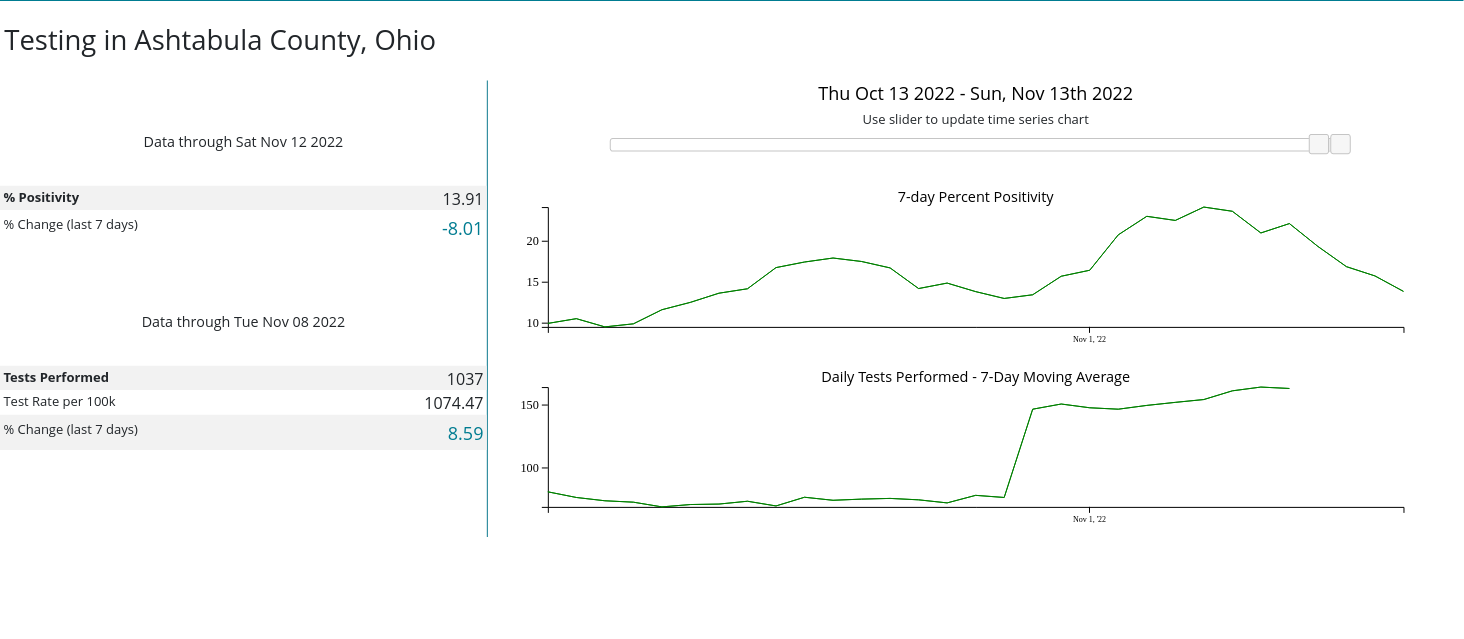 Testing in Ashtabula County, Ohio
Data through Sat Nov 12 2022
% Positivity 13.91
% Change (last 7 days) -8.01
Data through Tue Nov 08 2022
Tests Performed 1037
Test Rate per 100k 1074.47
% Change (last 7 days) 8.59
Thu Oct 13 2022 - Sun, Nov 13th 2022
Use slider to update time series chart
7-day Percent Positivity
20
15
10
Nov 1, '22
Daily Tests Performed - 7-Day Moving Average
150
100
Nov 1, '22